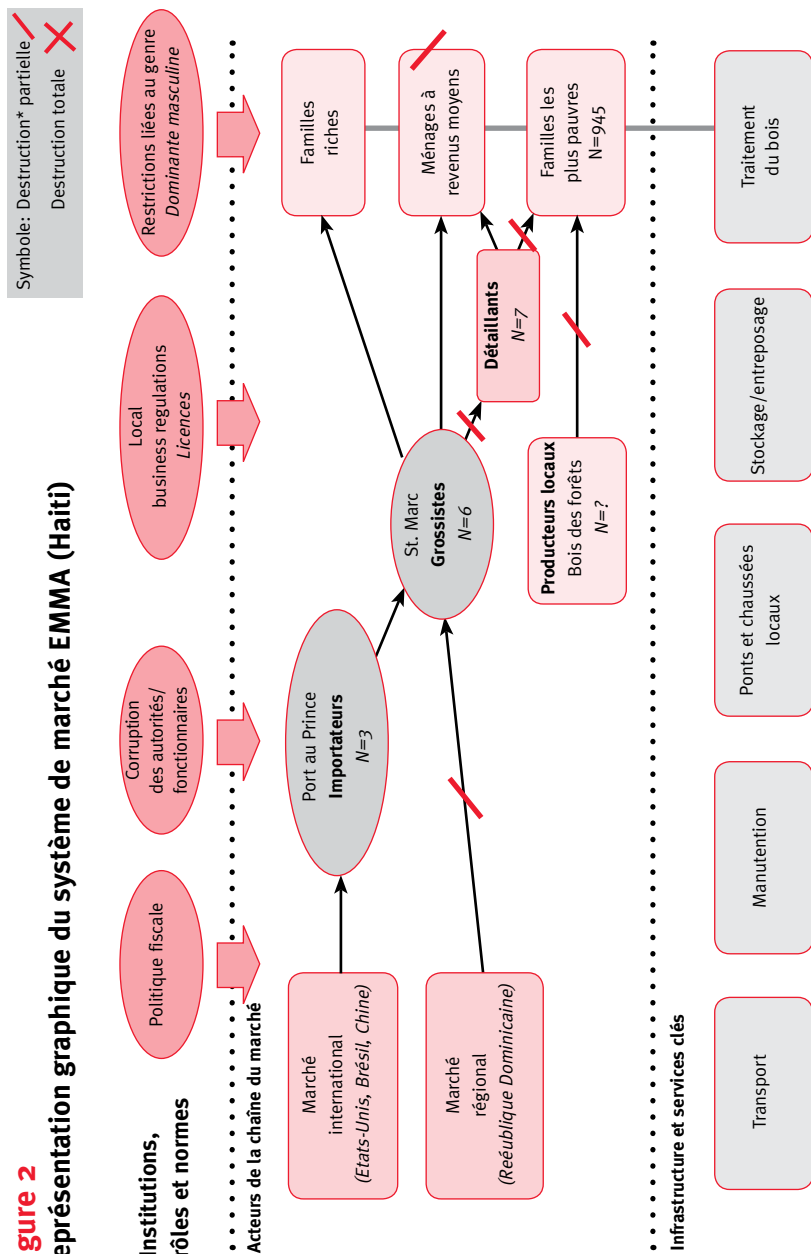 gure 2
eprésentation graphique du système de marché EMMA (Haiti)
Symbole: Destruction* partielle
Destruction totale
Institutions,
rôles et normes
Politique fiscale
Corruption
des autorités/
fonctionnaires
Local
business regulations
Licences
Restrictions liées au genre
Dominante masculine
Acteurs de la chaîne du marché
Marché
international
(Etats-Unis, Brésil, Chine)
Marché
régional
(Reéublique Dominicaine)
Port au Prince
Importateurs
N=3
St. Marc
Grossistes
N=6
Producteurs locaux
Bois des forêts
N=?
Détaillants
N=7
Familles
riches
Ménages à
revenus moyens
Familles les
plus pauvres
N=945
Infrastructure et services clés
Transport
Manutention
Ponts et chaussées
locaux
Stockage/entreposage
Traitement
du bois